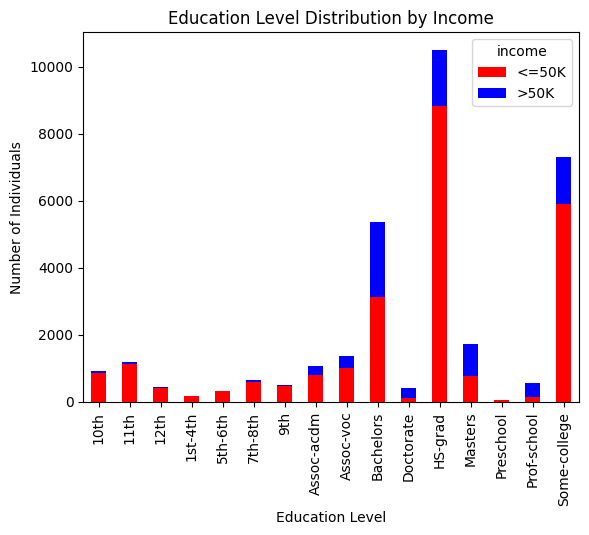 Education Level Distribution by Income
income
<=50K
>50K
Number of Individuals
10000
8000
6000
4000
2000
0
10th
11th
12th
1st-4th
5th-6th
7th-8th
9th
Assoc-acdm
Assoc-voc
Bachelors
Doctorate
HS-grad
Masters
Preschool
Prof-school
Some-college
Education Level